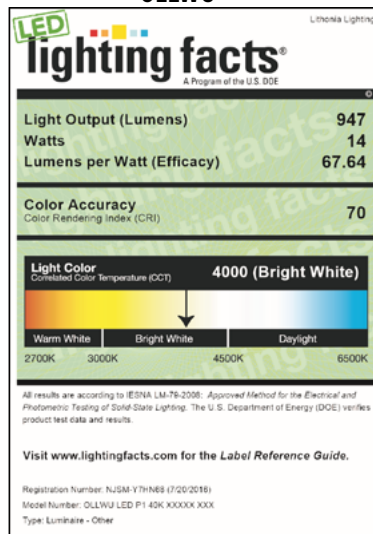 OLLWU
LED
Lithonia Lighting
lighting facts®
A Program of the U.S. DOE
©
Light Output (Lumens) 947
Watts 14
Lumens per Watt (Efficacy) 67.64
Color Accuracy
Color Rendering Index (CRI) 70
Light Color
Correlated Color Temperature (CCT) 4000 (Bright White)
Warm White Bright White Daylight
2700K 3000K 4500K 6500K
All results are according to IESNA LM-79-2008: Approved Method for the Electrical and
Photometric Testing of Solid-State Lighting. The U.S. Department of Energy (DOE) verifies
product test data and results.
Visit www.lightingfacts.com for the Label Reference Guide.
Registration Number: NJSM-Y7HN66 (7/20/2016)
Model Number: OLLWU LED P1 40K XXXXX XXX
Type: Luminaire - Other